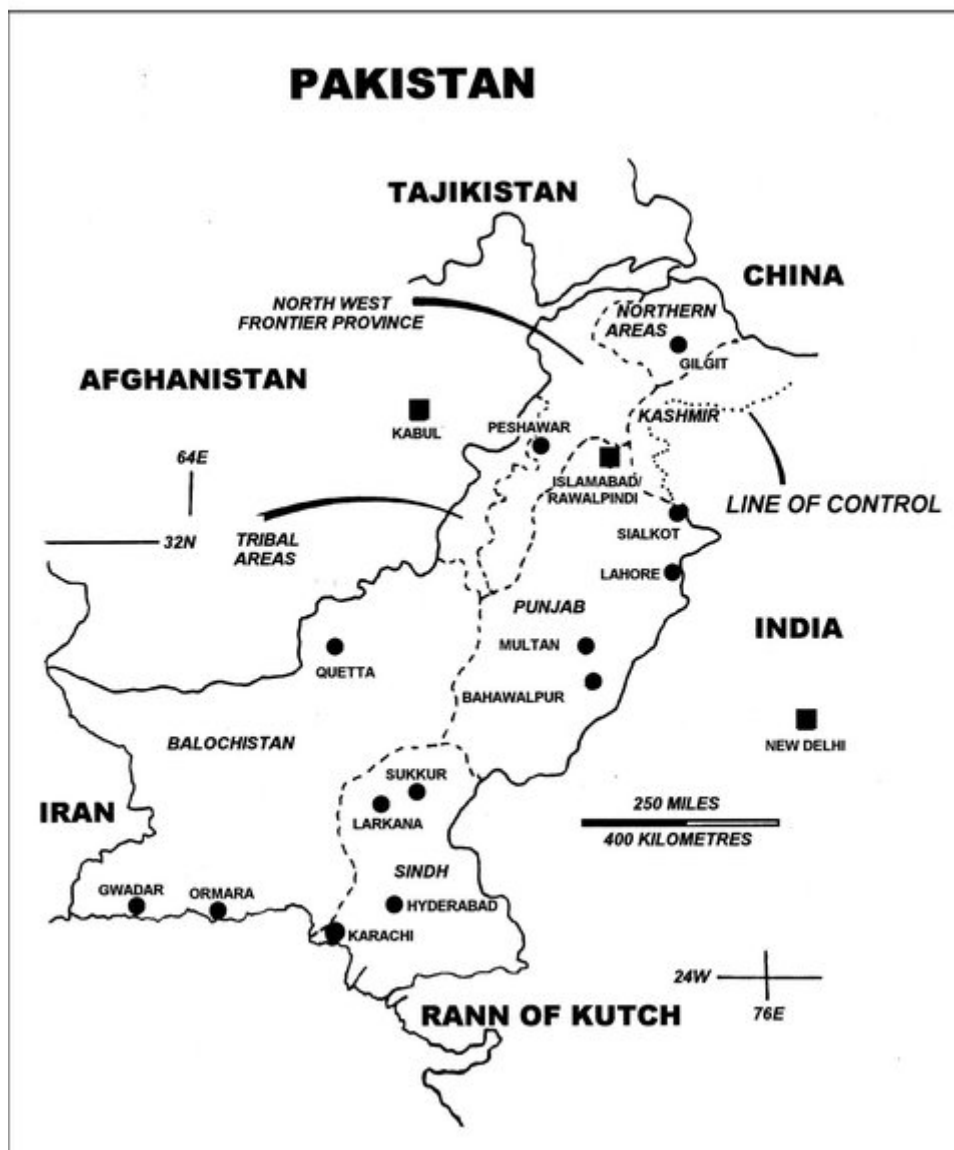 PAKISTAN
TAJIKISTAN
CHINA
NORTH WEST
FRONTIER PROVINCE
NORTHERN
AREAS
GILGIT
AFGHANISTAN
KABUL
PESHAWAR
KASHMIR
64E
ISLAMABAD/
RAWALPINDI
LINE OF CONTROL
32N
TRIBAL
AREAS
SIALKOT
LAHORE
PUNJAB
INDIA
MULTAN
QUETTA
BAHAWALPUR
BALOCHISTAN
NEW DELHI
SUKKUR
LARKANA
IRAN
250 MILES
400 KILOMETRES
SINDH
GWADAR
ORMARA
HYDERABAD
KARACHI
24W
76E
RANN OF KUTCH